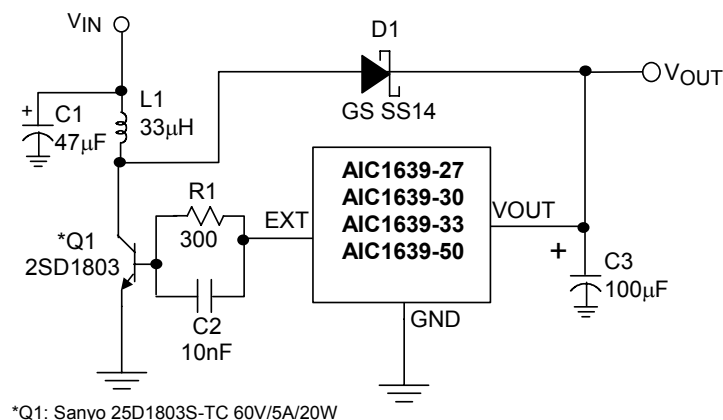 VIN
D1
VOUT
+
C1
47μF
L1
33μH
GS SS14
AIC1639-27
AIC1639-30
AIC1639-33
AIC1639-50
R1
300
EXT
VOUT
*Q1
2SD1803
+
C3
100μF
C2
10nF
GND
*Q1: Sanyo 25D1803S-TC 60V/5A/20W